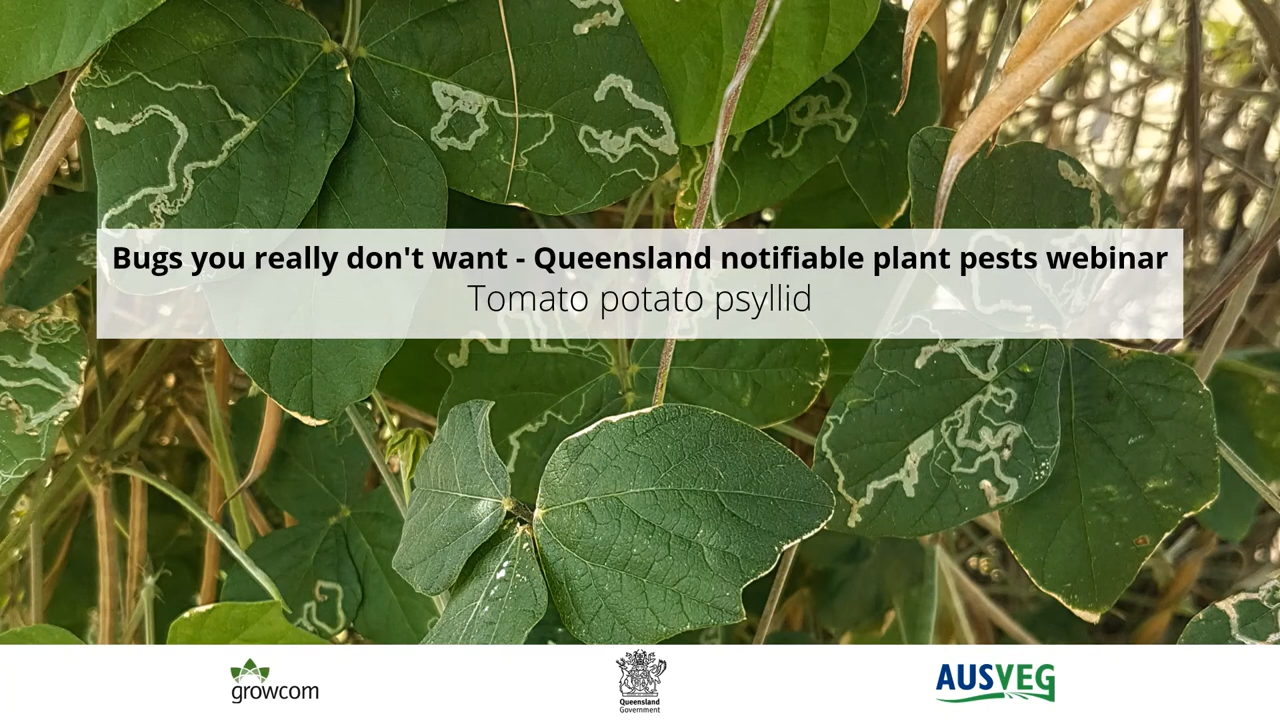 Bugs you really don't want - Queensland notifiable plant pests webinar
Tomato potato psyllid
growcom
Queensland
Government
AUSVEG